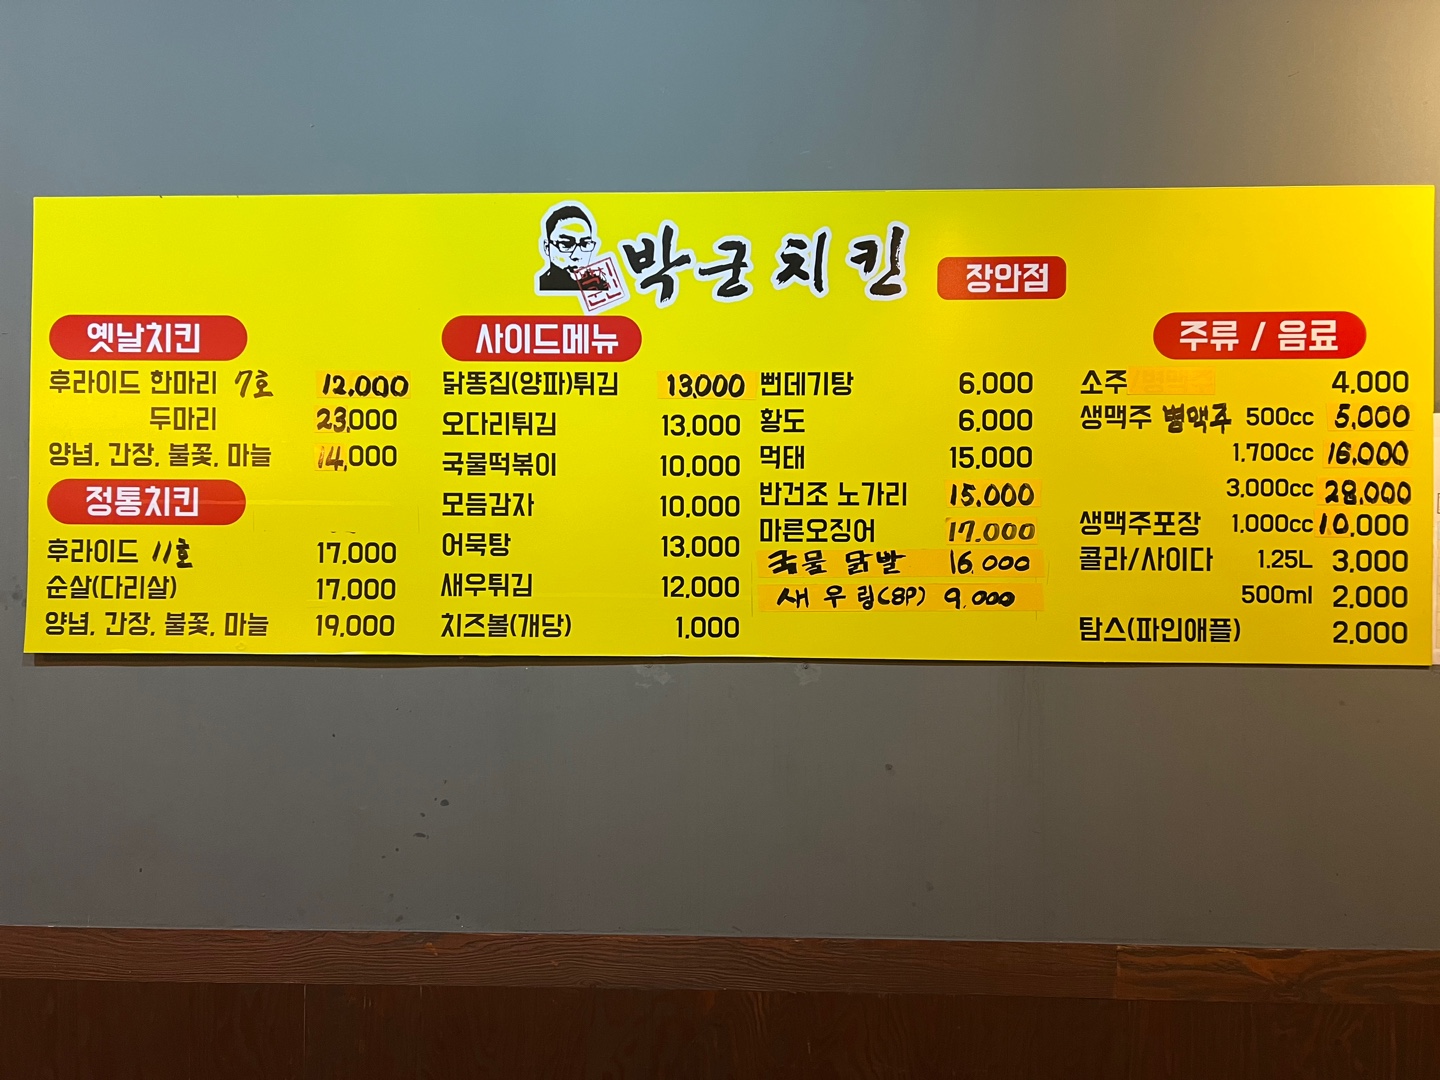 박군치킨 장안점
옛날치킨
후라이드 한마리 7호 12,000
두마리 23,000
양념, 간장, 불꽃, 마늘 14,000
정통치킨
후라이드 11호 17,000
순살(다리살) 17,000
양념, 간장, 불꽃, 마늘 19,000
사이드메뉴
닭똥집(양파)튀김 13,000
오다리튀김 13,000
국물떡볶이 10,000
모듬감자 10,000
어묵탕 13,000
새우튀김 12,000
치즈볼(개당) 1,000
뻔데기탕 6,000
황도 6,000
먹태 15,000
반건조 노가리 15,000
마른오징어 17,000
국물 닭발 16,000
새우링(8P) 9,000
주류 / 음료
소주 4,000
생맥주 병맥주 500cc 5,000
1,700cc 16,000
3,000cc 28,000
생맥주포장 1,000cc 10,000
콜라/사이다 1.25L 3,000
500ml 2,000
탐스(파인애플) 2,000